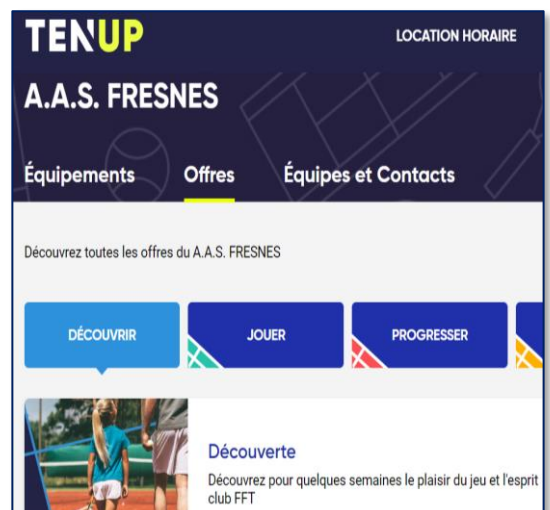 TENUP
LOCATION HORAIRE
A.A.S. FRESNES
Équipements Offres Équipes et Contacts
Découvrez toutes les offres du A.A.S. FRESNES
DÉCOUVRIR JOUER PROGRESSER
Découverte
Découvrez pour quelques semaines le plaisir du jeu et l'esprit
club FFT